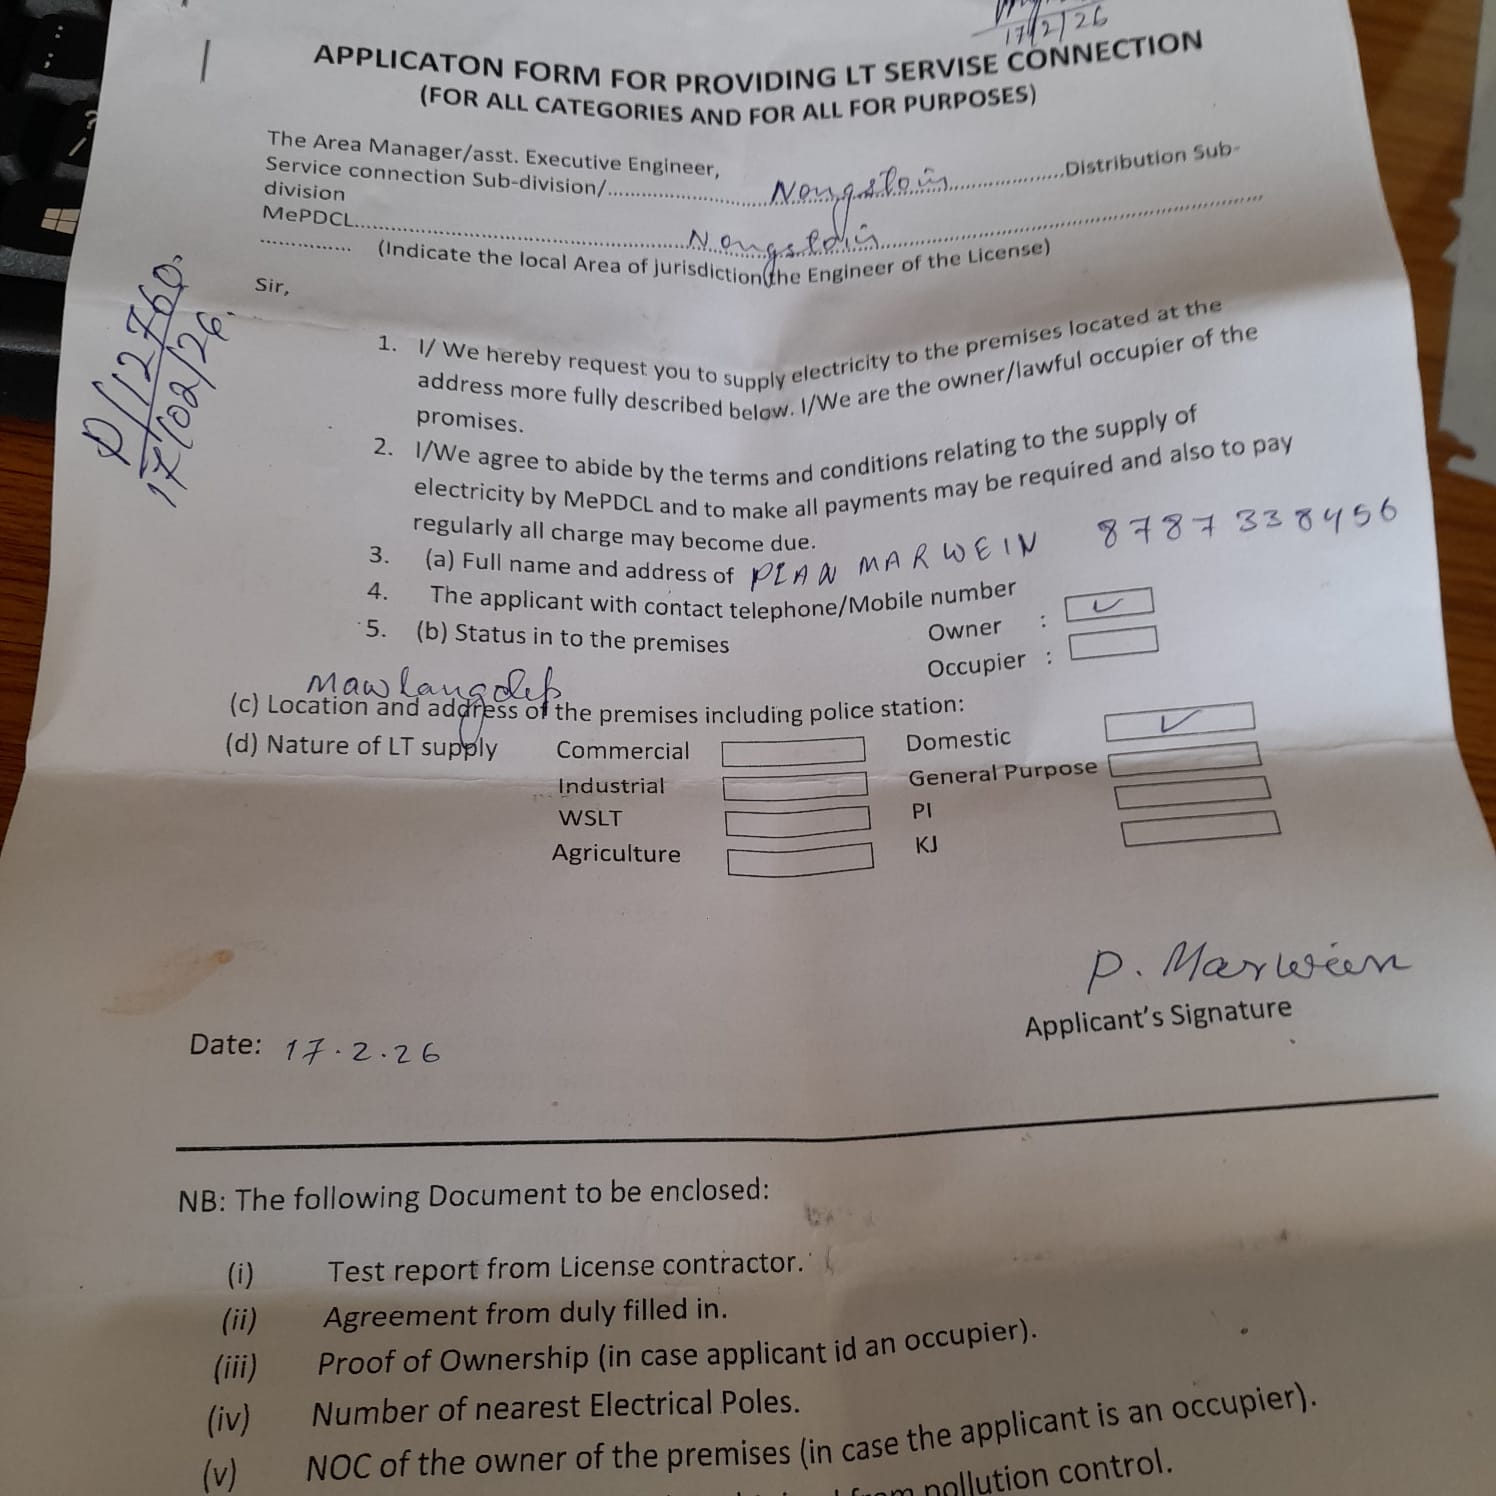 17/2/26
APPLICATON FORM FOR PROVIDING LT SERVISE CONNECTION
(FOR ALL CATEGORIES AND FOR ALL FOR PURPOSES)
The Area Manager/asst. Executive Engineer,
Service connection Sub-division/..........Nongstoin..........Distribution Sub-
division
MePDCL..........Nongstoin..........
.......... (Indicate the local Area of jurisdiction the Engineer of the License)
Sir,
D/12760
17/02/26
1. I/ We hereby request you to supply electricity to the premises located at the
address more fully described below. I/We are the owner/lawful occupier of the
promises.
2. I/We agree to abide by the terms and conditions relating to the supply of
electricity by MePDCL and to make all payments may be required and also to pay
regularly all charge may become due.
3. (a) Full name and address of PLAN MARWEIN 8787338456
4. The applicant with contact telephone/Mobile number
5. (b) Status in to the premises Owner : ✓
Occupier :
Mawlangdep
(c) Location and address of the premises including police station:
(d) Nature of LT supply Commercial Domestic ✓
Industrial General Purpose
WSLT PI
Agriculture KJ
P. Marwein
Applicant's Signature
Date: 17.2.26
NB: The following Document to be enclosed:
(i) Test report from License contractor.
(ii) Agreement from duly filled in.
(iii) Proof of Ownership (in case applicant id an occupier).
(iv) Number of nearest Electrical Poles.
(v) NOC of the owner of the premises (in case the applicant is an occupier).
from pollution control.